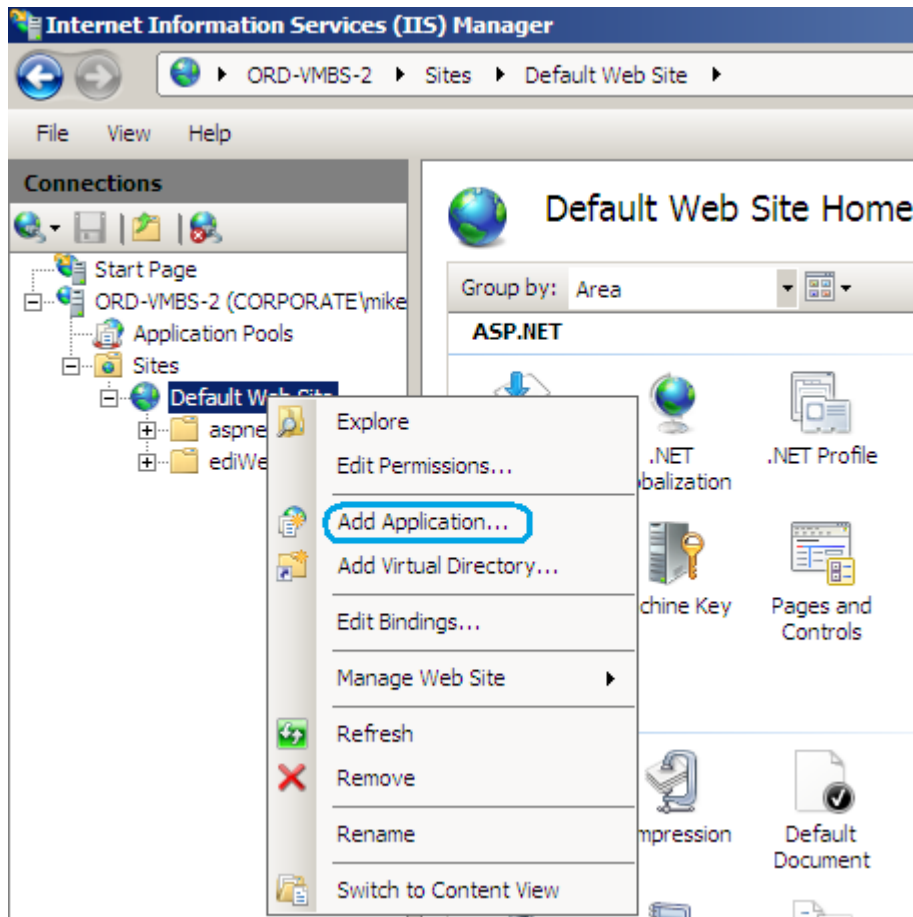 Internet Information Services (IIS) Manager
ORD-VMBS-2 Sites Default Web Site
File View Help
Connections
Start Page
ORD-VMBS-2 (CORPORATE\mike
Application Pools
Sites
Default Web Site
aspne
ediWe
Default Web Site Home
Group by: Area
ASP.NET
.NET
balization
.NET Profile
chine Key
Pages and
Controls
mpression
Default
Document
Explore
Edit Permissions...
Add Application...
Add Virtual Directory...
Edit Bindings...
Manage Web Site
Refresh
Remove
Rename
Switch to Content View